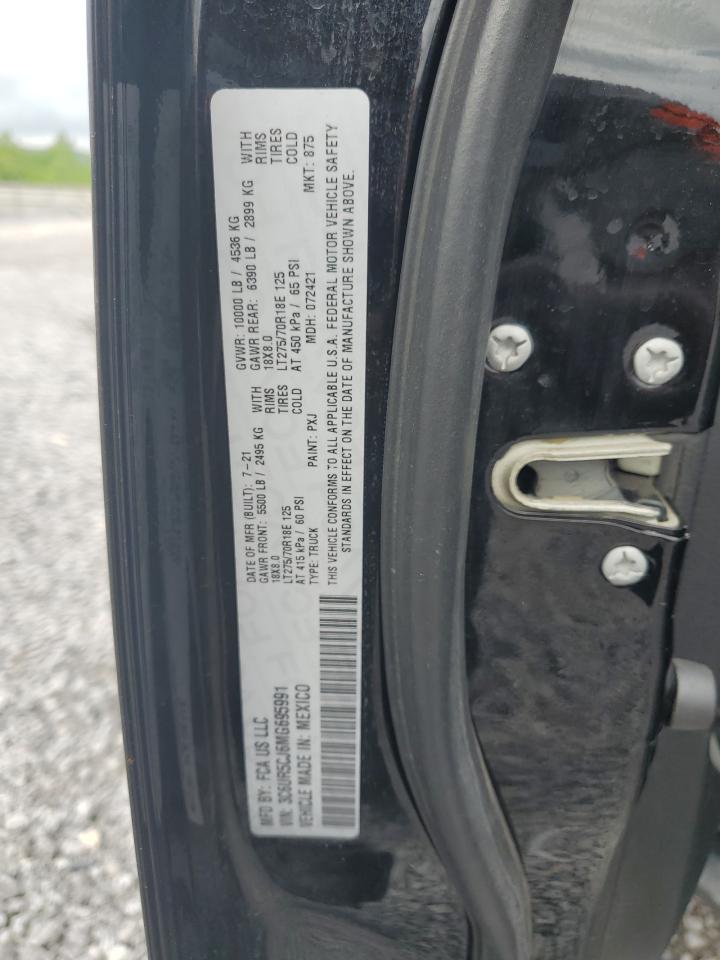 MFD BY: FCA US LLC
DATE OF MFR (BUILT): 7-21
GVWR: 10000 LB / 4536 KG
VIN: 3C6UR5CJ6MG695991
GAWR FRONT: 5500 LB / 2495 KG WITH
GAWR REAR: 6390 LB / 2899 KG WITH
18X8.0 RIMS
18X8.0 RIMS
LT275/70R18E 125 TIRES
LT275/70R18E 125 TIRES
VEHICLE MADE IN: MEXICO
AT 415 kPa / 60 PSI COLD
AT 450 kPa / 65 PSI COLD
TYPE: TRUCK PAINT: PXJ MDH: 072421 MKT: 875
THIS VEHICLE CONFORMS TO ALL APPLICABLE U.S.A. FEDERAL MOTOR VEHICLE SAFETY
STANDARDS IN EFFECT ON THE DATE OF MANUFACTURE SHOWN ABOVE.